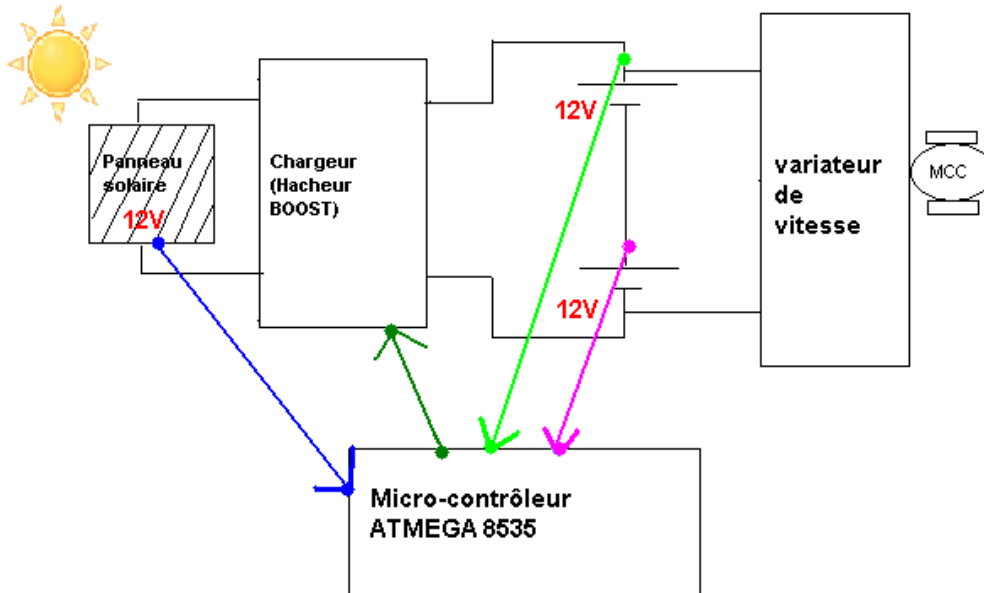 Panneau
solaire
12V
Chargeur
(Hacheur
BOOST)
12V
12V
variateur
de
vitesse
MCC
Micro-contrôleur
ATMEGA 8535